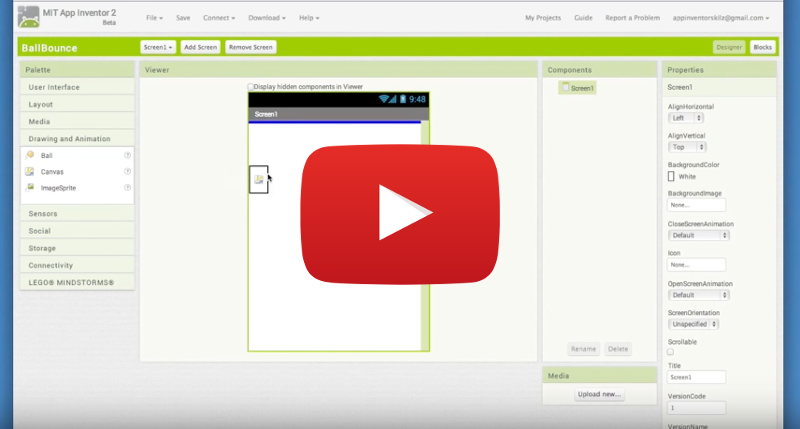 MIT App Inventor 2
Beta
File
Save
Connect
Download
Help
My Projects
Guide
Report a Problem
appinventorskilz@gmail.com
BallBounce
Screen1
Add Screen
Remove Screen
Designer
Blocks
Palette
User Interface
Layout
Media
Drawing and Animation
Ball
Canvas
ImageSprite
Sensors
Social
Storage
Connectivity
LEGO® MINDSTORMS®
Viewer
Display hidden components in Viewer
9:48
Screen1
Components
Screen1
Rename
Delete
Media
Upload new...
Properties
Screen1
AlignHorizontal
Left
AlignVertical
Top
BackgroundColor
White
BackgroundImage
None...
CloseScreenAnimation
Default
Icon
None...
OpenScreenAnimation
Default
ScreenOrientation
Unspecified
Scrollable
Title
Screen1
VersionCode
1
VersionName